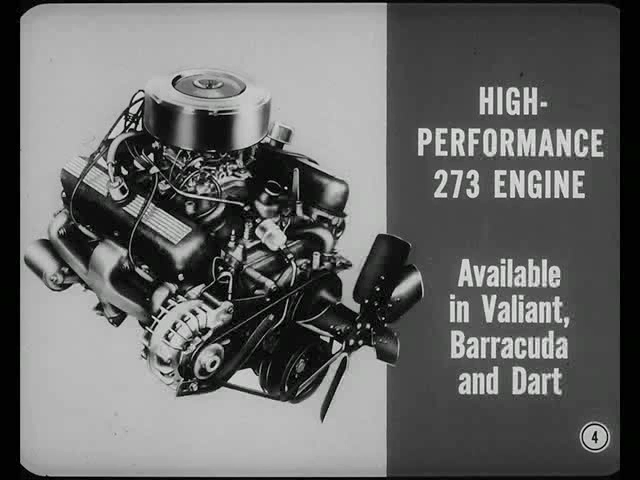 HIGH-
PERFORMANCE
273 ENGINE
Available
in Valiant,
Barracuda
and Dart
4